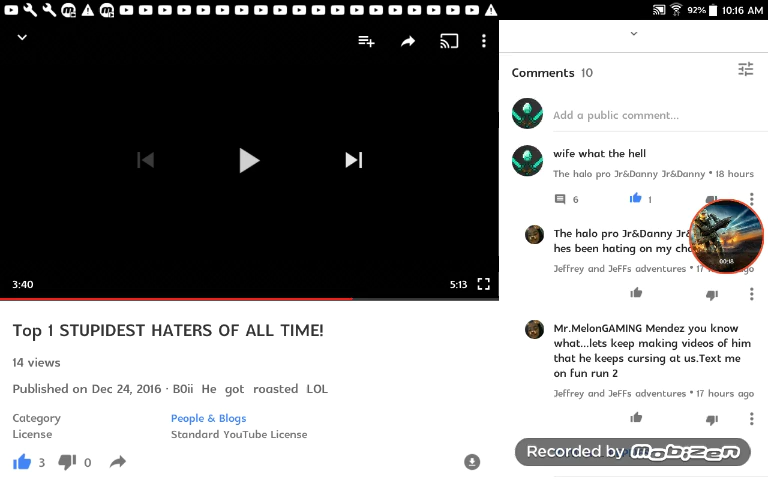 92% 10:16 AM
3:40
5:13
Top 1 STUPIDEST HATERS OF ALL TIME!
14 views
Published on Dec 24, 2016 · B0ii He got roasted LOL
Category People & Blogs
License Standard YouTube License
3 0
Comments 10
Add a public comment...
wife what the hell
The halo pro Jr&Danny Jr&Danny • 18 hours
6 1
The halo pro Jr&Danny Jr&
hes been hating on my
Jeffrey and JeFFs adventures • 17 ago
00:18
Mr.MelonGAMING Mendez you know
what...lets keep making videos of him
that he keeps cursing at us.Text me
on fun run 2
Jeffrey and JeFFs adventures • 17 hours ago
Recorded by mobizen